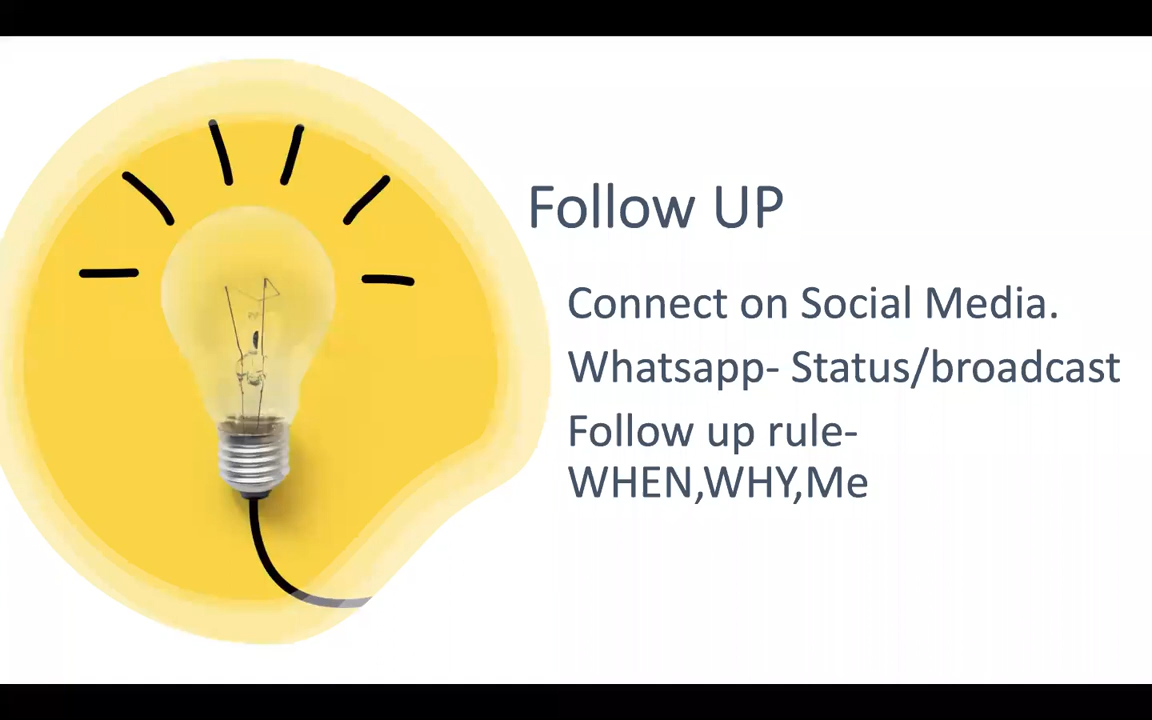 Follow UP
Connect on Social Media.
Whatsapp- Status/broadcast
Follow up rule-
WHEN,WHY,Me